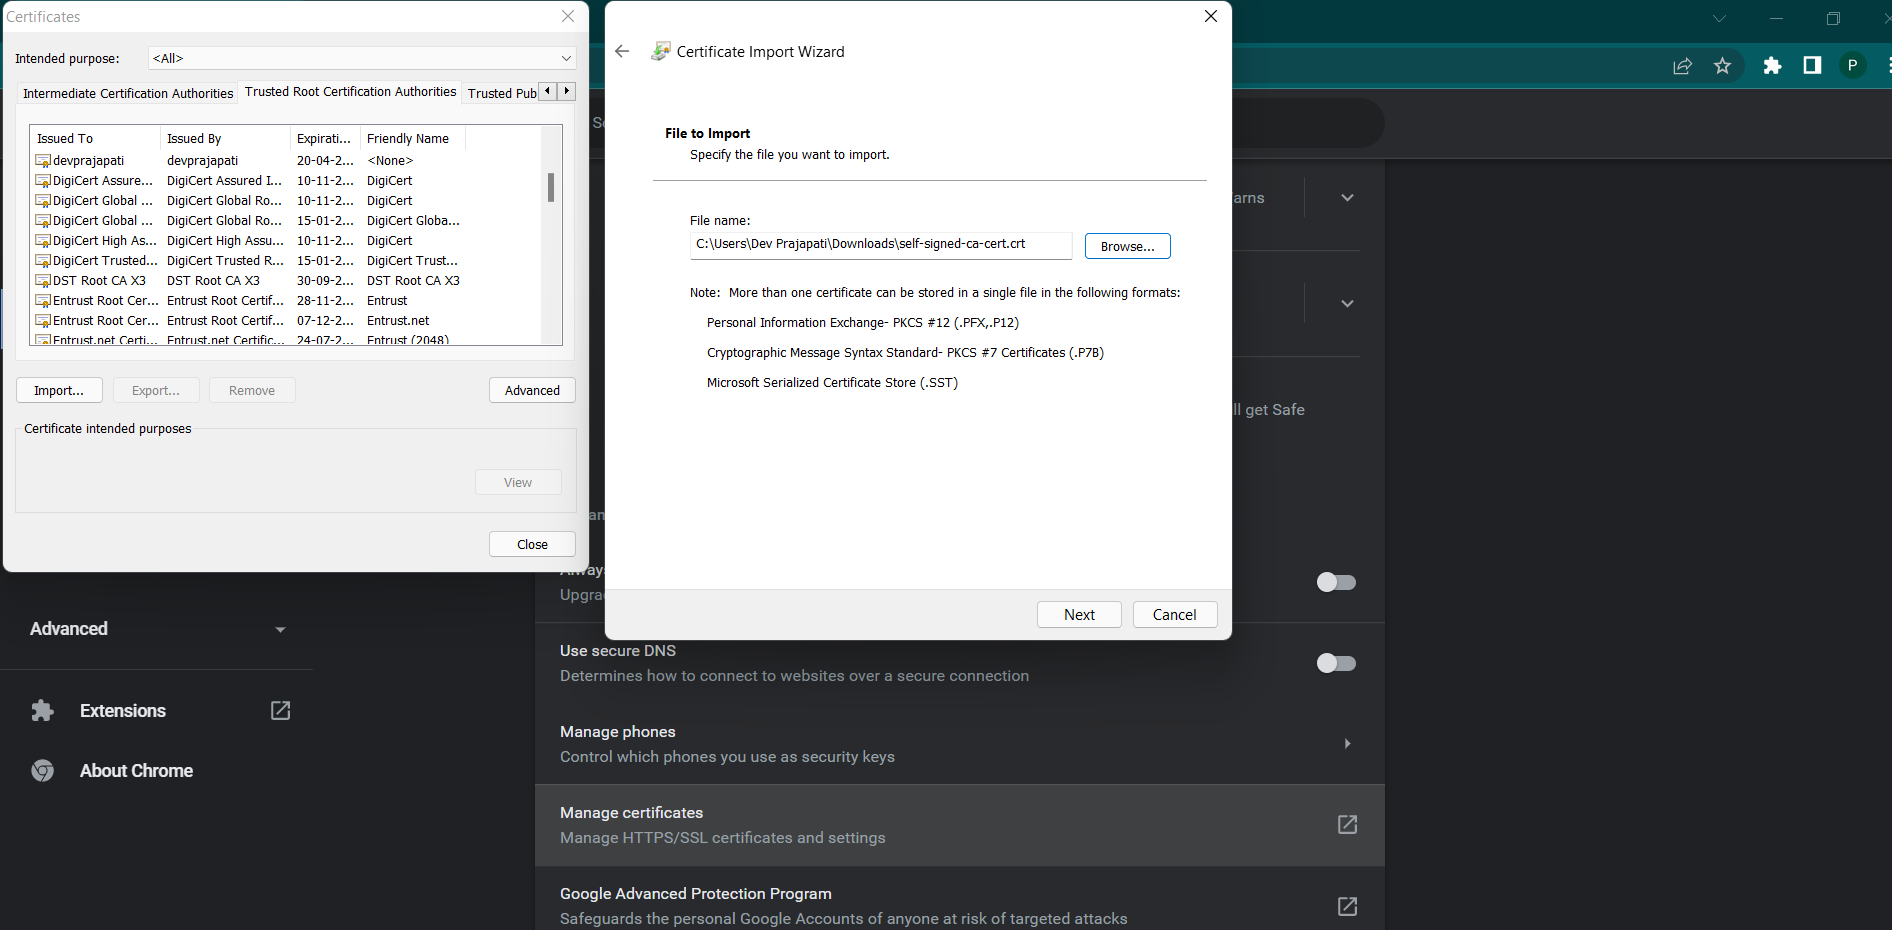 Certificates
Intended purpose:
<All>
Intermediate Certification Authorities
Trusted Root Certification Authorities
Trusted Pub
Issued To Issued By Expirati... Friendly Name
devprajapati devprajapati 20-04-2... <None>
DigiCert Assure... DigiCert Assured I... 10-11-2... DigiCert
DigiCert Global ... DigiCert Global Ro... 10-11-2... DigiCert
DigiCert Global ... DigiCert Global Ro... 15-01-2... DigiCert Globa...
DigiCert High As... DigiCert High Assu... 10-11-2... DigiCert
DigiCert Trusted... DigiCert Trusted R... 15-01-2... DigiCert Trust...
DST Root CA X3 DST Root CA X3 30-09-2... DST Root CA X3
Entrust Root Cer... Entrust Root Certif... 28-11-2... Entrust
Entrust Root Cer... Entrust Root Certif... 07-12-2... Entrust.net
Entrust.net Certi... Entrust.net Certific... 24-07-2... Entrust (2048)
Import...
Export...
Remove
Advanced
Certificate intended purposes
View
Close
Certificate Import Wizard
File to Import
Specify the file you want to import.
File name:
C:\Users\Dev Prajapati\Downloads\self-signed-ca-cert.crt
Browse...
Note: More than one certificate can be stored in a single file in the following formats:
Personal Information Exchange- PKCS #12 (.PFX,.P12)
Cryptographic Message Syntax Standard- PKCS #7 Certificates (.P7B)
Microsoft Serialized Certificate Store (.SST)
Next
Cancel
P
ll get Safe
Advanced
Extensions
About Chrome
Use secure DNS
Determines how to connect to websites over a secure connection
Manage phones
Control which phones you use as security keys
Manage certificates
Manage HTTPS/SSL certificates and settings
Google Advanced Protection Program
Safeguards the personal Google Accounts of anyone at risk of targeted attacks